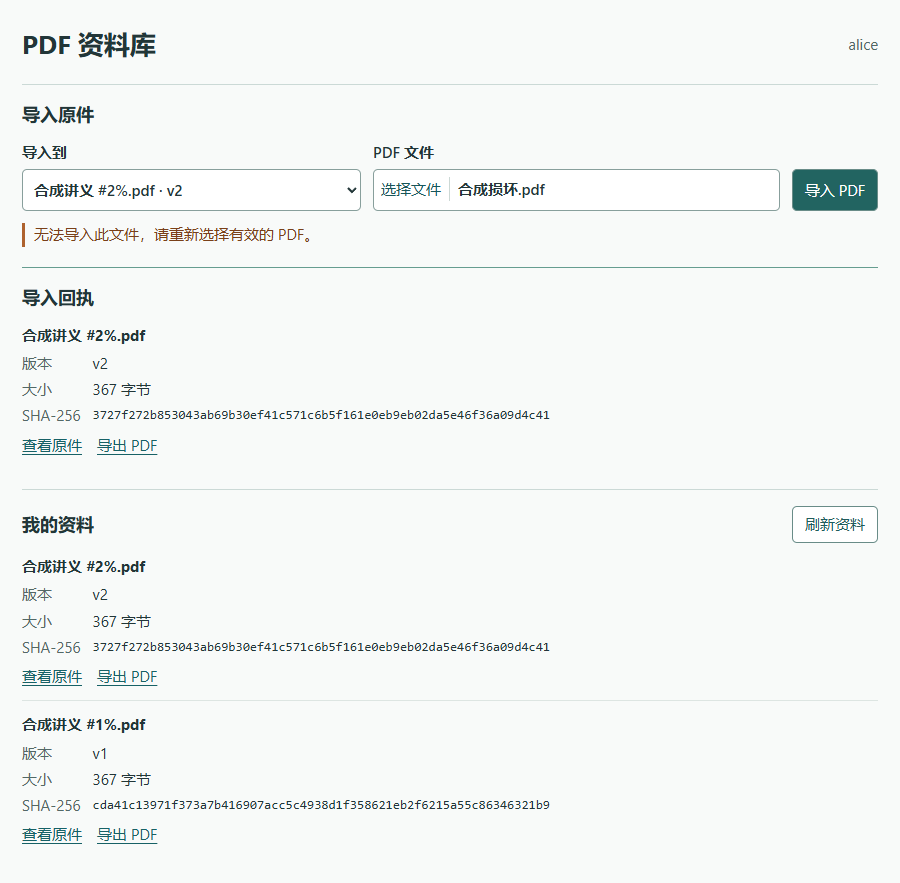 PDF 资料库
alice
导入原件
导入到
PDF 文件
合成讲义 #2%.pdf · v2
选择文件 合成损坏.pdf
导入 PDF
无法导入此文件，请重新选择有效的 PDF。
导入回执
合成讲义 #2%.pdf
版本 v2
大小 367 字节
SHA-256 3727f272b853043ab69b30ef41c571c6b5f161e0eb9eb02da5e46f36a09d4c41
查看原件 导出 PDF
我的资料
刷新资料
合成讲义 #2%.pdf
版本 v2
大小 367 字节
SHA-256 3727f272b853043ab69b30ef41c571c6b5f161e0eb9eb02da5e46f36a09d4c41
查看原件 导出 PDF
合成讲义 #1%.pdf
版本 v1
大小 367 字节
SHA-256 cda41c13971f373a7b416907acc5c4938d1f358621eb2f6215a55c86346321b9
查看原件 导出 PDF